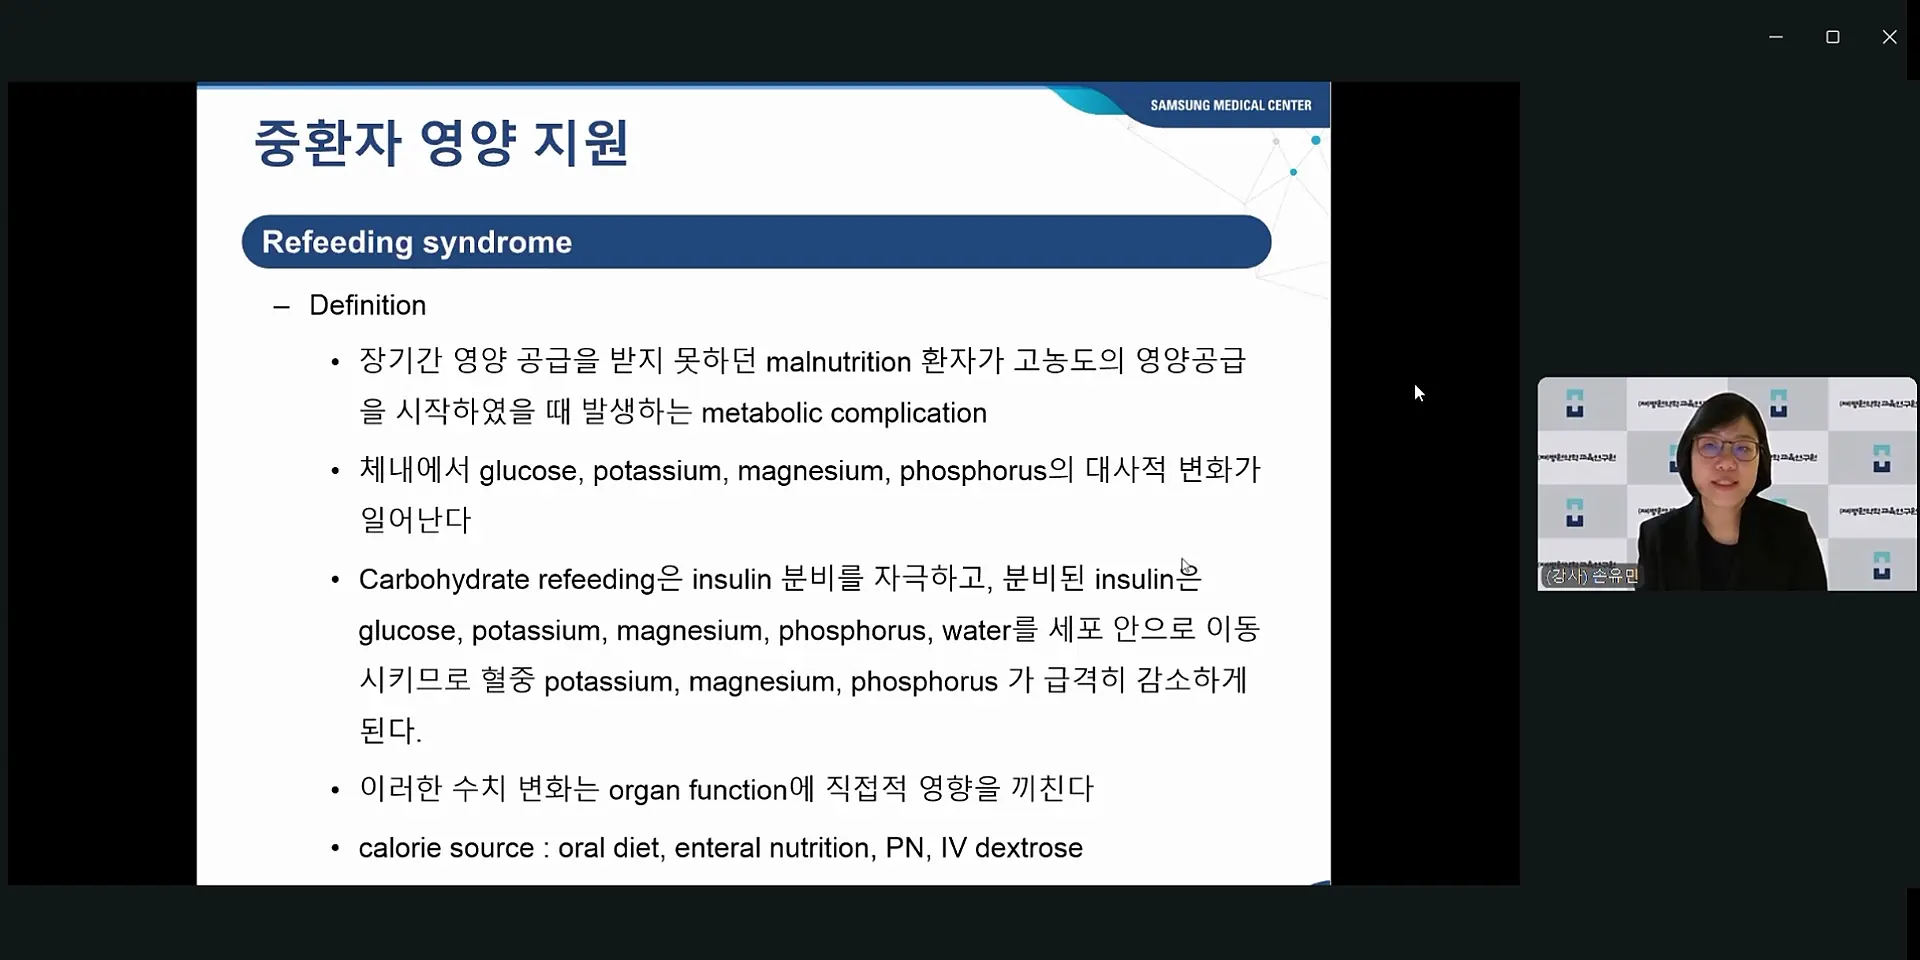 SAMSUNG MEDICAL CENTER
중환자 영양 지원
Refeeding syndrome
– Definition
• 장기간 영양 공급을 받지 못하던 malnutrition 환자가 고농도의 영양공급
을 시작하였을 때 발생하는 metabolic complication
• 체내에서 glucose, potassium, magnesium, phosphorus의 대사적 변화가
일어난다
• Carbohydrate refeeding은 insulin 분비를 자극하고, 분비된 insulin은
glucose, potassium, magnesium, phosphorus, water를 세포 안으로 이동
시키므로 혈중 potassium, magnesium, phosphorus 가 급격히 감소하게
된다.
• 이러한 수치 변화는 organ function에 직접적 영향을 끼친다
• calorie source : oral diet, enteral nutrition, PN, IV dextrose
(강사) 손유민